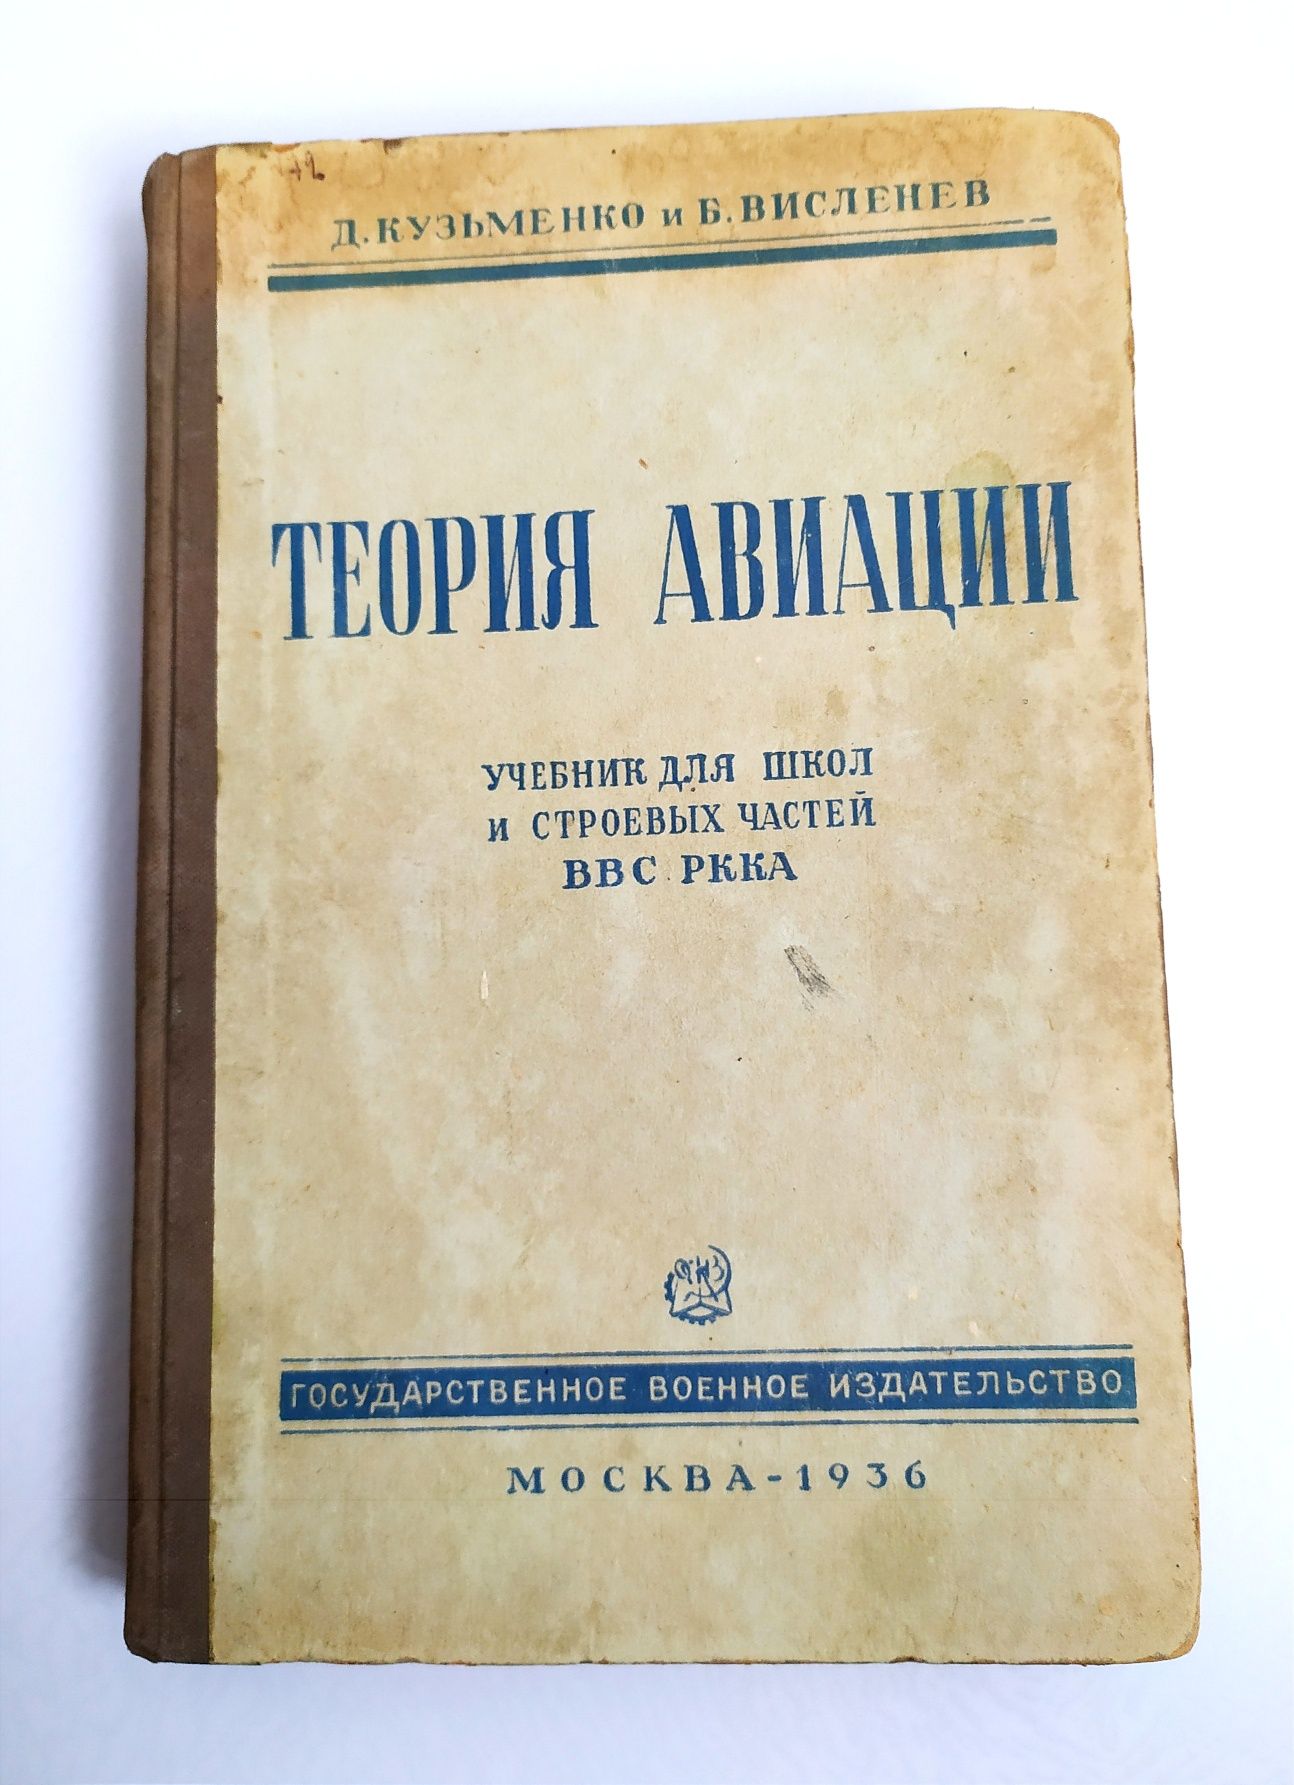 Д. КУЗЬМЕНКО и Б. ВИСЛЕНЕВ
ТЕОРИЯ АВИАЦИИ
УЧЕБНИК ДЛЯ ШКОЛ
И СТРОЕВЫХ ЧАСТЕЙ
ВВС РККА
ГОСУДАРСТВЕННОЕ ВОЕННОЕ ИЗДАТЕЛЬСТВО
МОСКВА - 1936